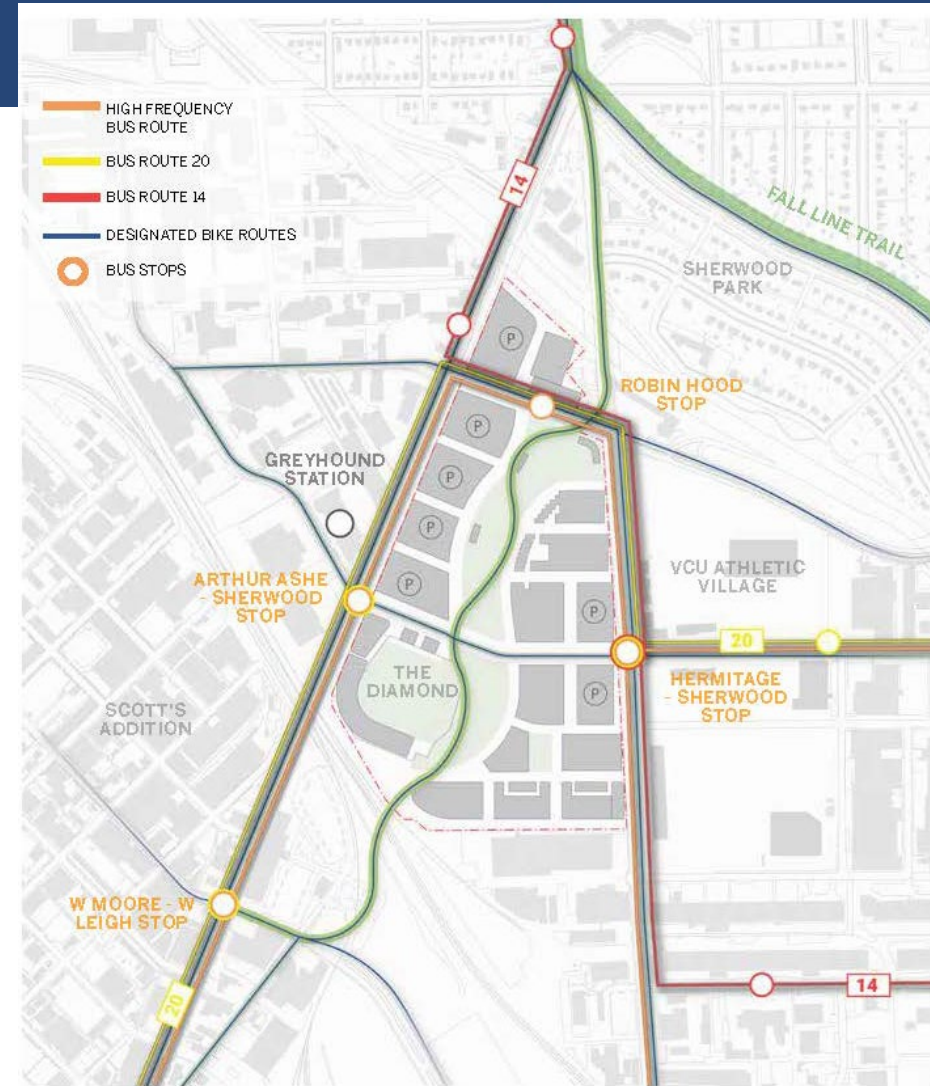 HIGH FREQUENCY
BUS ROUTE
BUS ROUTE 20
BUS ROUTE 14
DESIGNATED BIKE ROUTES
BUS STOPS
14
FALL LINE TRAIL
SHERWOOD
PARK
P
ROBIN HOOD
STOP
P
GREYHOUND
STATION
P
P
VCU ATHLETIC
VILLAGE
ARTHUR ASHE
- SHERWOOD
STOP
P
P
20
THE
DIAMOND
HERMITAGE
- SHERWOOD
STOP
P
SCOTT'S
ADDITION
W MOORE - W
LEIGH STOP
14
20